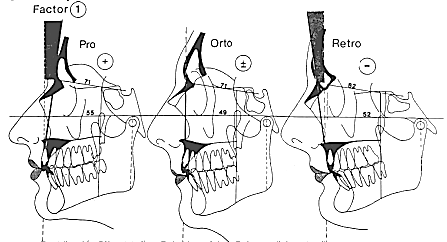 Factor 1
Pro
Orto
Retro
+
±
−
71
71
62
55
49
52